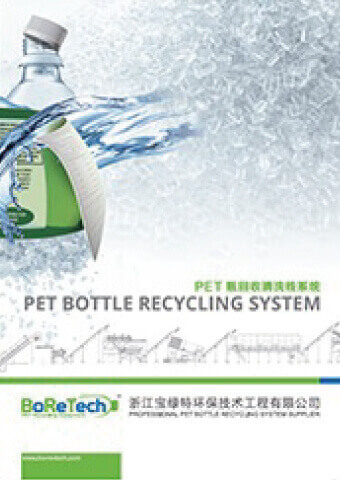 PET 瓶回收清洗线系统
PET BOTTLE RECYCLING SYSTEM
BoReTech
浙江宝绿特环保技术工程有限公司
PROFESSIONAL PET BOTTLE RECYCLING SYSTEM SUPPLIER
www.boretech.com